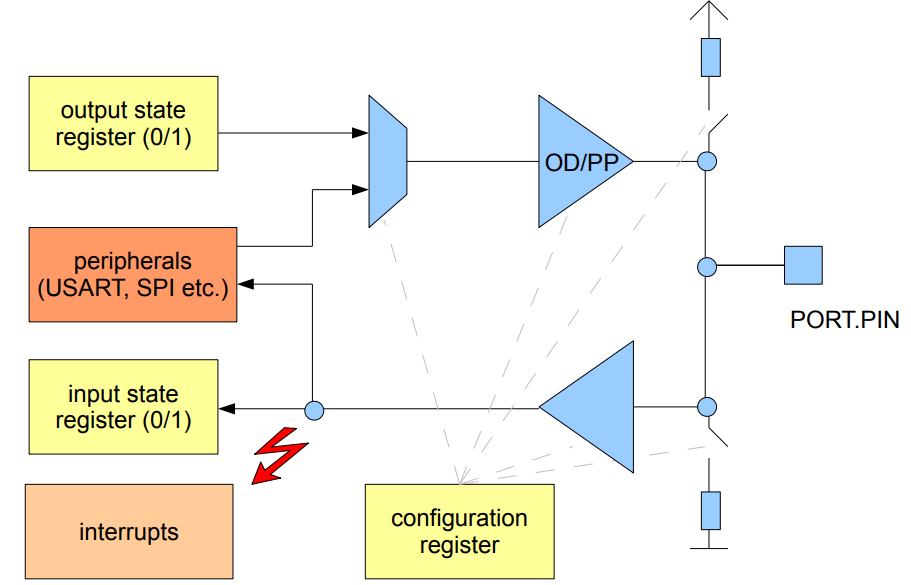 output state
register (0/1)
OD/PP
peripherals
(USART, SPI etc.)
PORT.PIN
input state
register (0/1)
interrupts
configuration
register